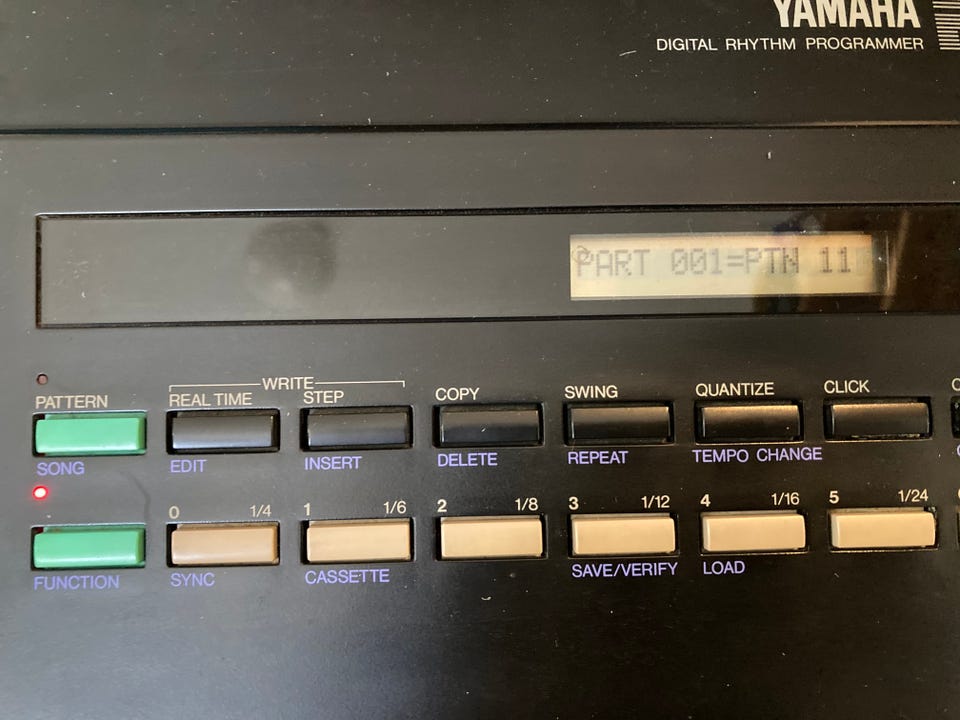 YAMAHA
DIGITAL RHYTHM PROGRAMMER
PART 001=PTN 11
WRITE
PATTERN REAL TIME STEP COPY SWING QUANTIZE CLICK
SONG EDIT INSERT DELETE REPEAT TEMPO CHANGE
0 1/4 1 1/6 2 1/8 3 1/12 4 1/16 5 1/24
FUNCTION SYNC CASSETTE SAVE/VERIFY LOAD